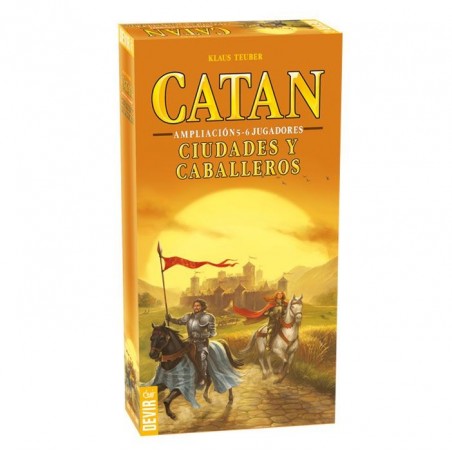 KLAUS TEUBER
CATAN
AMPLIACIÓN 5-6 JUGADORES
CIUDADES Y
CABALLEROS
DEVIR